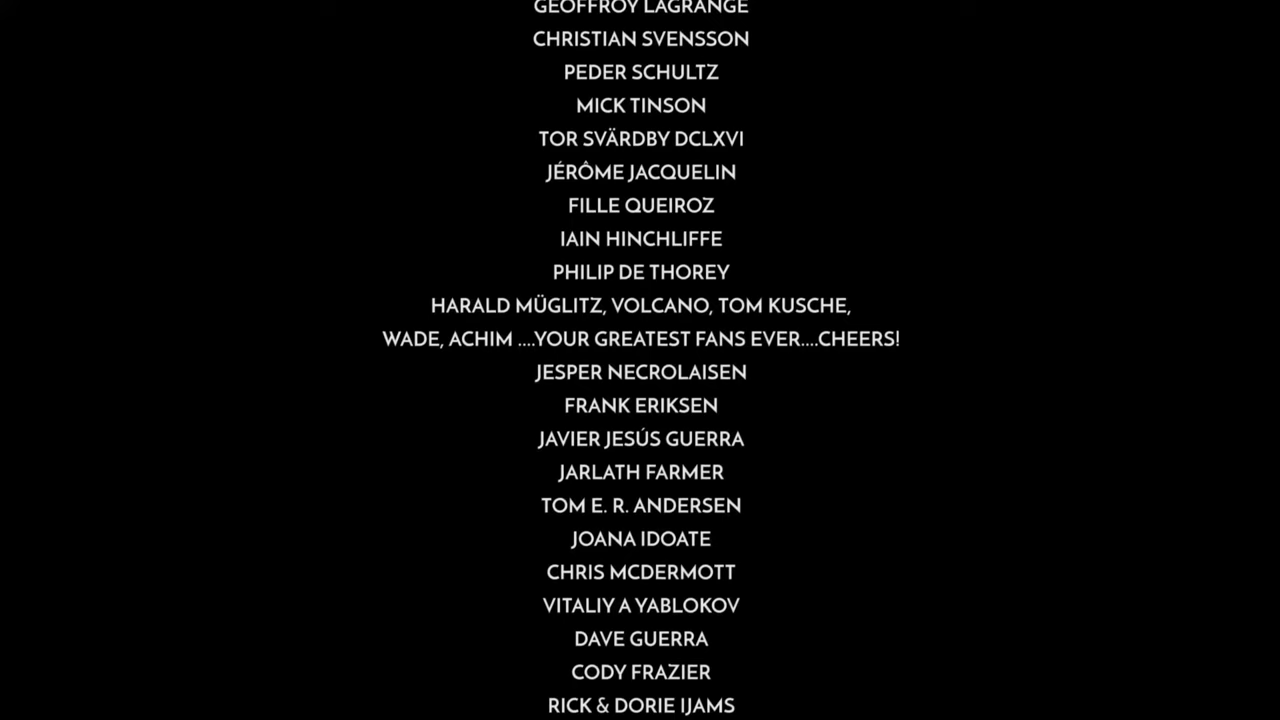 GEOFFROY LAGRANGE
CHRISTIAN SVENSSON
PEDER SCHULTZ
MICK TINSON
TOR SVÄRDBY DCLXVI
JÉRÔME JACQUELIN
FILLE QUEIROZ
IAIN HINCHLIFFE
PHILIP DE THOREY
HARALD MÜGLITZ, VOLCANO, TOM KUSCHE,
WADE, ACHIM ....YOUR GREATEST FANS EVER....CHEERS!
JESPER NECROLAISEN
FRANK ERIKSEN
JAVIER JESÚS GUERRA
JARLATH FARMER
TOM E. R. ANDERSEN
JOANA IDOATE
CHRIS MCDERMOTT
VITALIY A YABLOKOV
DAVE GUERRA
CODY FRAZIER
RICK & DORIE IJAMS